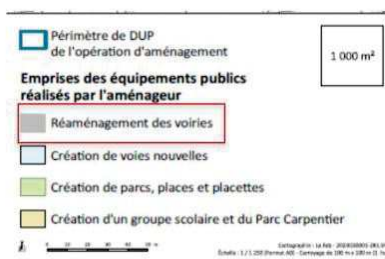 Périmètre de DUP
de l'opération d'aménagement
1 000 m²
Emprises des équipements publics
réalisés par l'aménageur
Réaménagement des voiries
Création de voies nouvelles
Création de parcs, places et placettes
Création d'un groupe scolaire et du Parc Carpentier